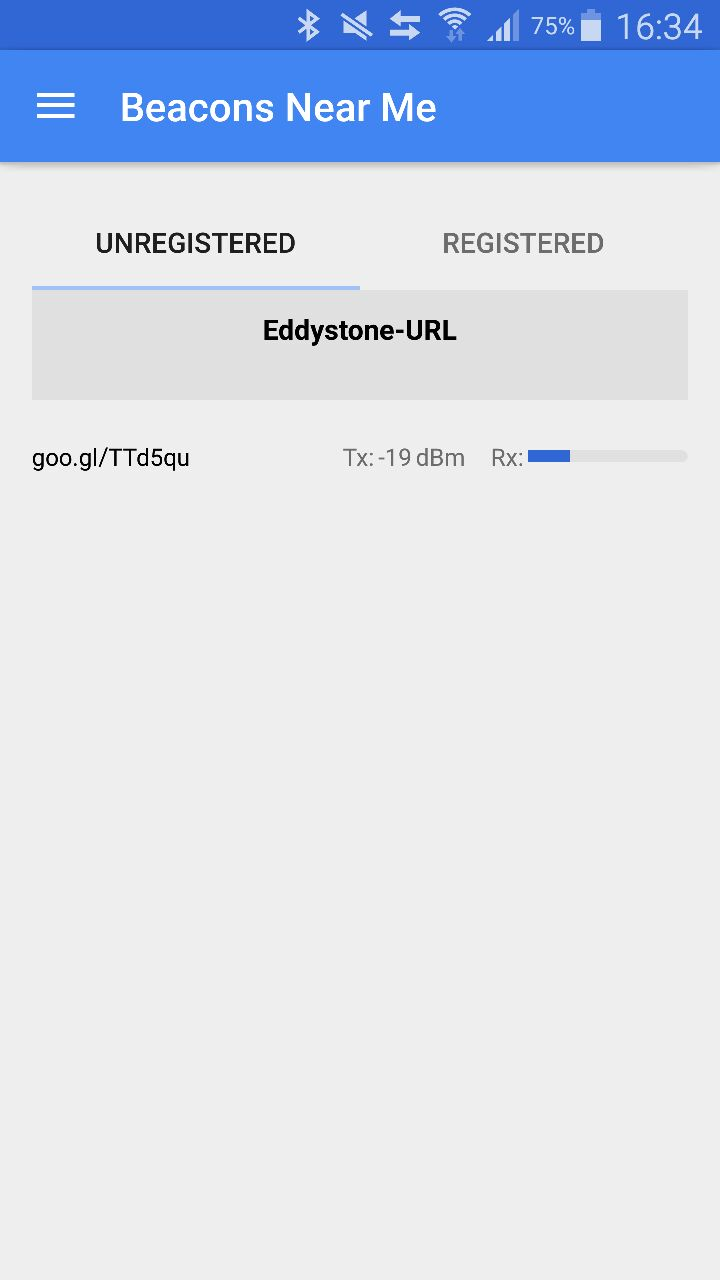 75% 16:34
Beacons Near Me
UNREGISTERED REGISTERED
Eddystone-URL
goo.gl/TTd5qu Tx: -19 dBm Rx: